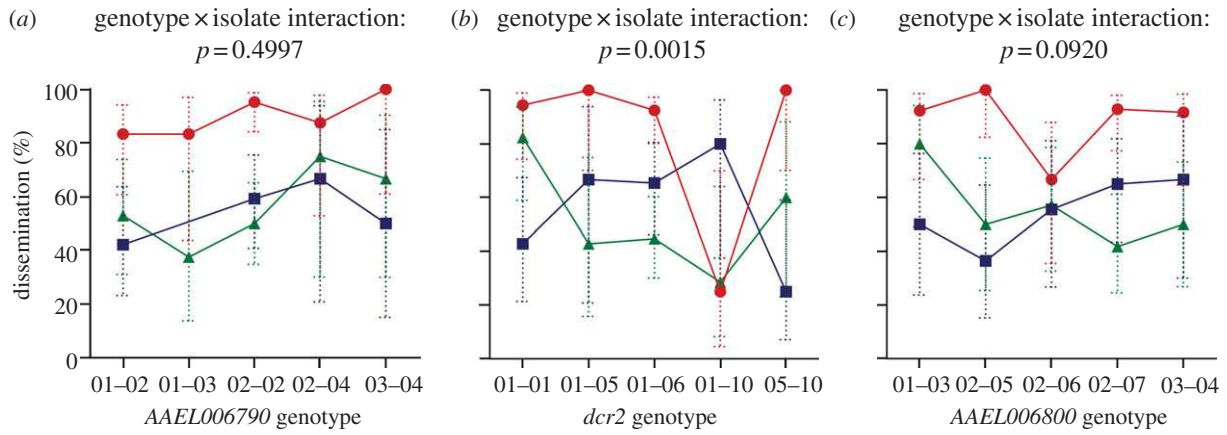 (a) genotype × isolate interaction:
p = 0.4997
(b) genotype × isolate interaction:
p = 0.0015
(c) genotype × isolate interaction:
p = 0.0920
dissemination (%)
100
80
60
40
20
0
01–02 01–03 02–02 02–04 03–04
AAEL006790 genotype
01–01 01–05 01–06 01–10 05–10
dcr2 genotype
01–03 02–05 02–06 02–07 03–04
AAEL006800 genotype